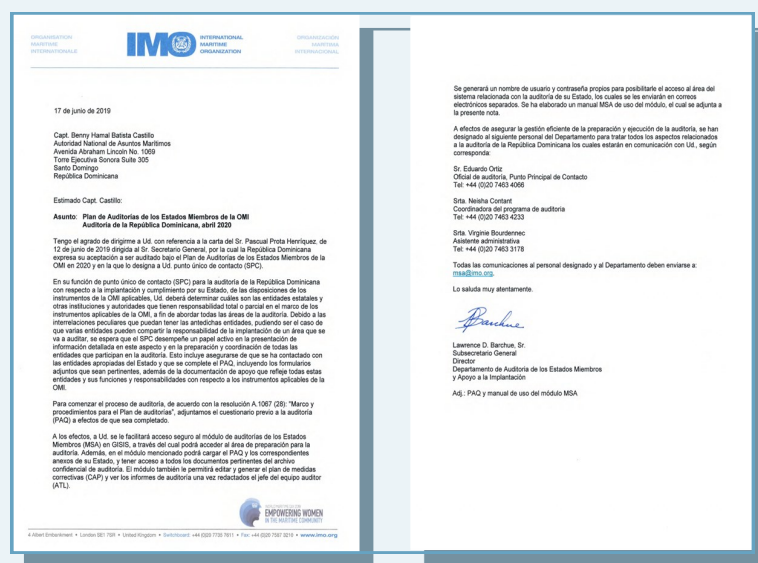 ORGANISATION
MARITIME
INTERNATIONALE
IMO
INTERNATIONAL
MARITIME
ORGANIZATION
ORGANIZACIÓN
MARÍTIMA
INTERNACIONAL
17 de junio de 2019
Capt. Benny Hamal Batista Castillo
Autoridad National de Asuntos Marítimos
Avenida Abraham Lincoln No. 1069
Torre Ejecutiva Sonora Suite 305
Santo Domingo
República Dominicana
Estimado Capt. Castillo:
Asunto: Plan de Auditorías de los Estados Miembros de la OMI
Auditoría de la República Dominicana, abril 2020
Tengo el agrado de dirigirme a Ud. con referencia a la carta del Sr. Pascual Prota Henríquez, de
12 de junio de 2019 dirigida al Sr. Secretario General, por la cual la República Dominicana
expresa su aceptación a ser auditado bajo el Plan de Auditorías de los Estados Miembros de la
OMI en 2020 y en la que lo designa a Ud. punto único de contacto (SPC).
En su función de punto único de contacto (SPC) para la auditoría de la República Dominicana
con respecto a la implantación y cumplimiento por su Estado, de las disposiciones de los
instrumentos de la OMI aplicables, Ud. deberá determinar cuáles son las entidades estatales y
otras instituciones y autoridades que tienen responsabilidad total o parcial en el marco de los
instrumentos aplicables de la OMI, a fin de abordar todas las áreas de la auditoría. Debido a las
interrelaciones peculiares que puedan tener las antedichas entidades, pudiendo ser el caso de
que varias entidades pueden compartir la responsabilidad de la implantación de un área que se
va a auditar, se espera que el SPC desempeñe un papel activo en la presentación de
información detallada en este aspecto y en la preparación y coordinación de todas las
entidades que participan en la auditoría. Esto incluye asegurarse de que se ha contactado con
las entidades apropiadas del Estado y que se complete el PAQ, incluyendo los formularios
adjuntos que sean pertinentes, además de la documentación de apoyo que refleje todas estas
entidades y sus funciones y responsabilidades con respecto a los instrumentos aplicables de la
OMI.
Para comenzar el proceso de auditoría, de acuerdo con la resolución A.1067 (28): "Marco y
procedimientos para el Plan de auditorías", adjuntamos el cuestionario previo a la auditoría
(PAQ) a efectos de que sea completado.
A los efectos, a Ud. se le facilitará acceso seguro al módulo de auditorías de los Estados
Miembros (MSA) en GISIS, a través del cual podrá acceder al área de preparación para la
auditoría. Además, en el módulo mencionado podrá cargar el PAQ y los correspondientes
anexos de su Estado, y tener acceso a todos los documentos pertinentes del archivo
confidencial de auditoría. El módulo también le permitirá editar y generar el plan de medidas
correctivas (CAP) y ver los informes de auditoría una vez redactados el jefe del equipo auditor
(ATL).
EMPOWERING WOMEN
IN THE MARITIME COMMUNITY
4 Albert Embankment • London SE1 7SR • United Kingdom • Switchboard: +44 (0)20 7735 7611 • Fax: +44 (0)20 7587 3210 • www.imo.org
Se generará un nombre de usuario y contraseña propios para posibilitarle el acceso al área del
sistema relacionada con la auditoría de su Estado, los cuales se les enviarán en correos
electrónicos separados. Se ha elaborado un manual MSA de uso del módulo, el cual se adjunta a
la presente nota.
A efectos de asegurar la gestión eficiente de la preparación y ejecución de la auditoría, se han
designado al siguiente personal del Departamento para tratar todos los aspectos relacionados
a la auditoría de la República Dominicana los cuales estarán en comunicación con Ud., según
corresponda:
Sr. Eduardo Ortiz
Oficial de auditoría, Punto Principal de Contacto
Tel: +44 (0)20 7463 4066
Srta. Neisha Contant
Coordinadora del programa de auditoría
Tel: +44 (0)20 7463 4233
Srta. Virginie Bourdennec
Asistente administrativa
Tel: +44 (0)20 7463 3178
Todas las comunicaciones al personal designado y al Departamento deben enviarse a:
msa@imo.org.
Lo saluda muy atentamente.
Barchue
Lawrence D. Barchue, Sr.
Subsecretario General
Director
Departamento de Auditoría de los Estados Miembros
y Apoyo a la Implantación
Adj.: PAQ y manual de uso del módulo MSA